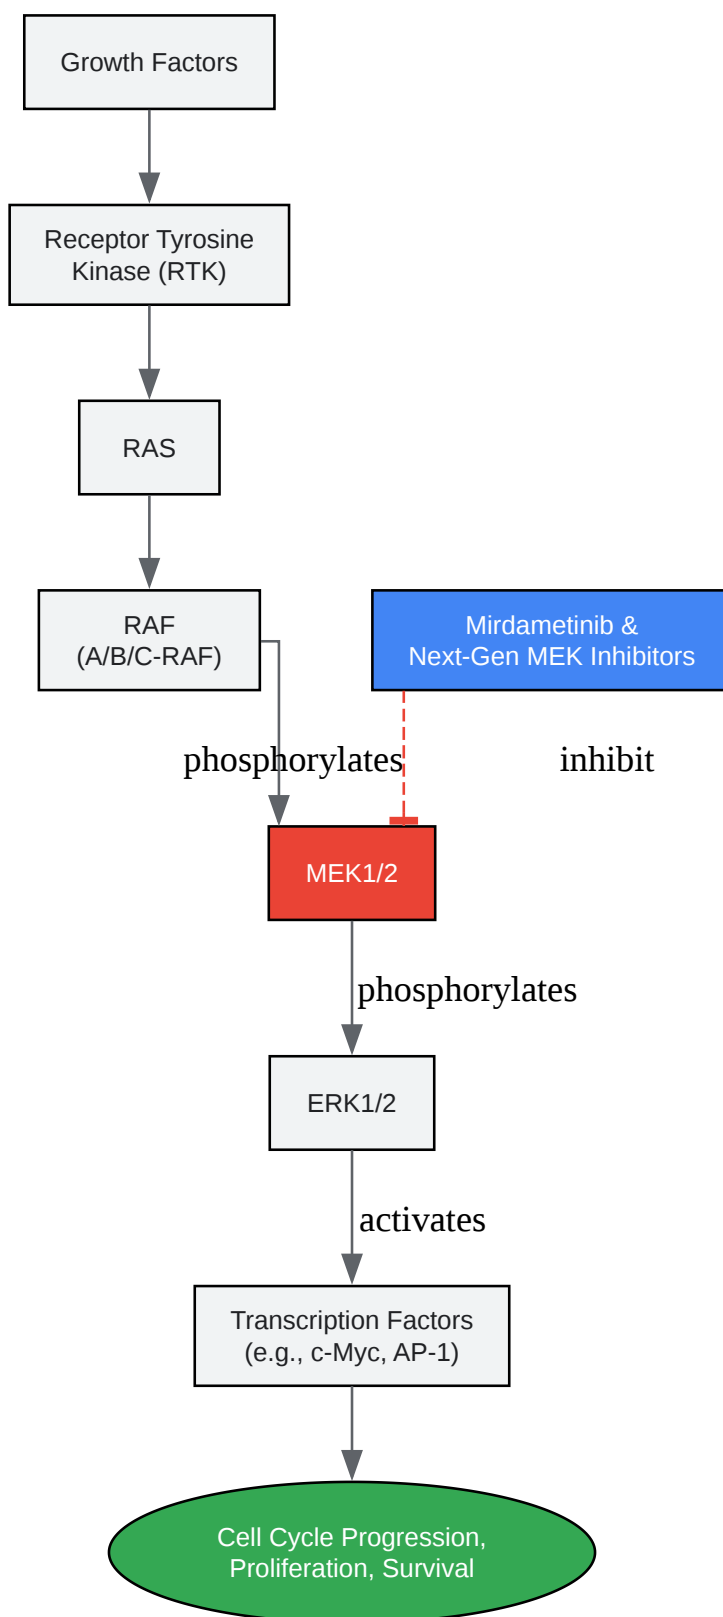 Growth Factors
Receptor Tyrosine
Kinase (RTK)
RAS
RAF
(A/B/C-RAF)
Mirdametinib &
Next-Gen MEK Inhibitors
phosphorylates
inhibit
MEK1/2
phosphorylates
ERK1/2
activates
Transcription Factors
(e.g., c-Myc, AP-1)
Cell Cycle Progression,
Proliferation, Survival